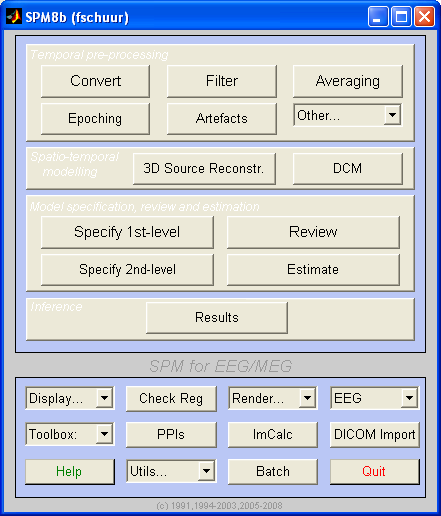 SPM8b (fschuur)
Temporal pre-processing
Convert Filter Averaging
Epoching Artefacts Other...
Spatio-temporal
modelling
3D Source Reconstr. DCM
Model specification, review and estimation
Specify 1st-level Review
Specify 2nd-level Estimate
Inference
Results
SPM for EEG/MEG
Display... Check Reg Render... EEG
Toolbox: PPIs ImCalc DICOM Import
Help Utils... Batch Quit
(c) 1991,1994-2003,2005-2008